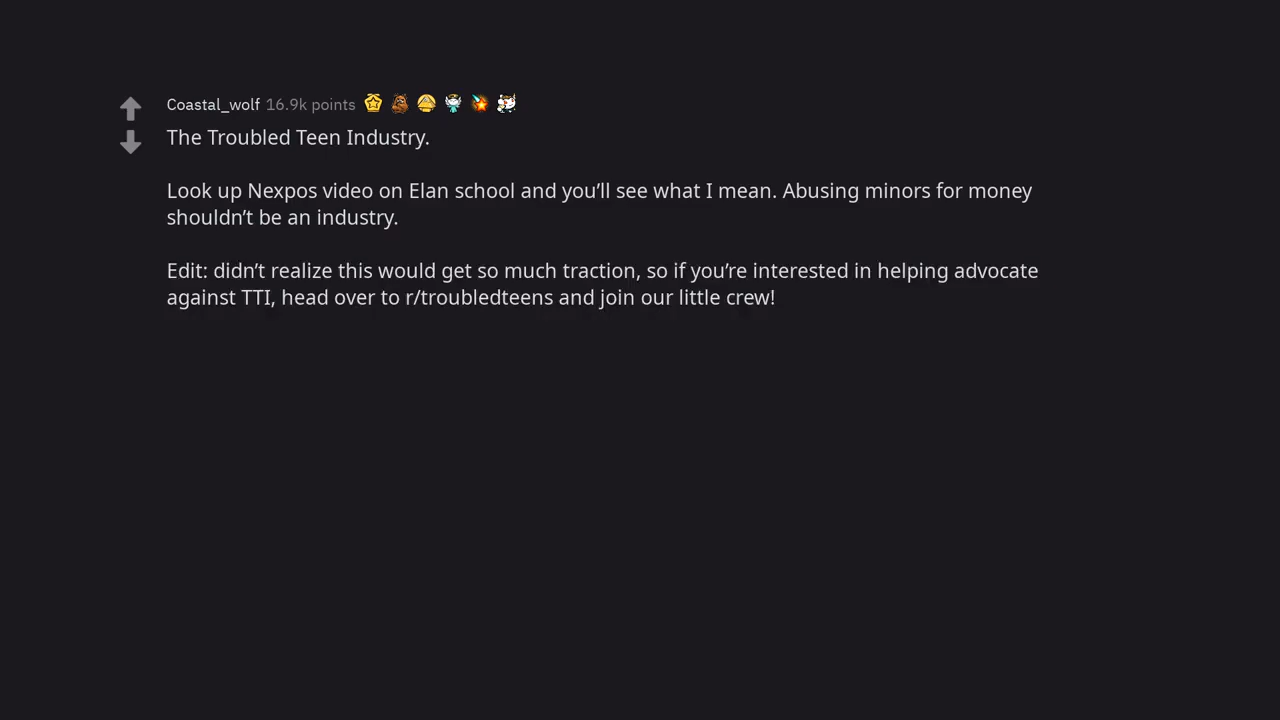 Coastal_wolf 16.9k points
The Troubled Teen Industry.
Look up Nexpos video on Elan school and you’ll see what I mean. Abusing minors for money
shouldn’t be an industry.
Edit: didn’t realize this would get so much traction, so if you’re interested in helping advocate
against TTI, head over to r/troubledteens and join our little crew!